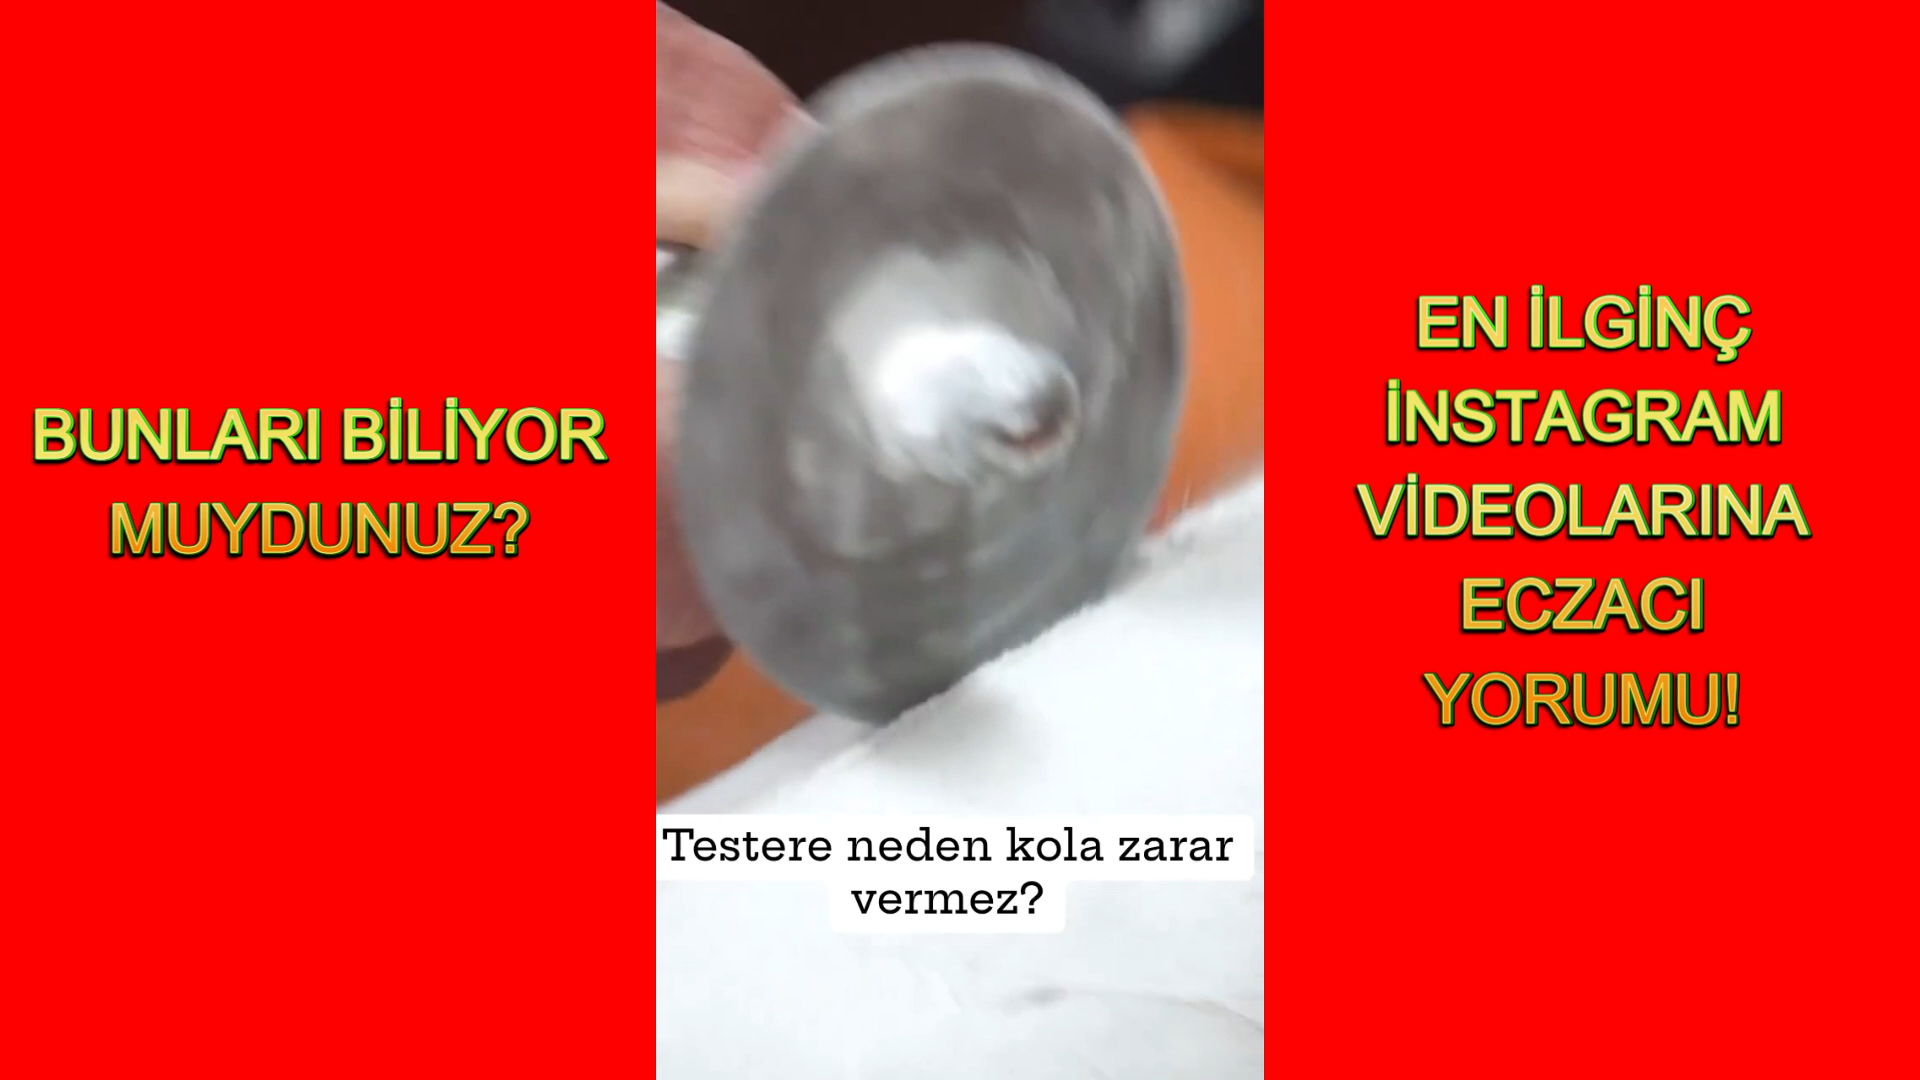 BUNLARI BİLİYOR
MUYDUNUZ?
Testere neden kola zarar
vermez?
EN İLGİNÇ
İNSTAGRAM
VİDEOLARINA
ECZACI
YORUMU!